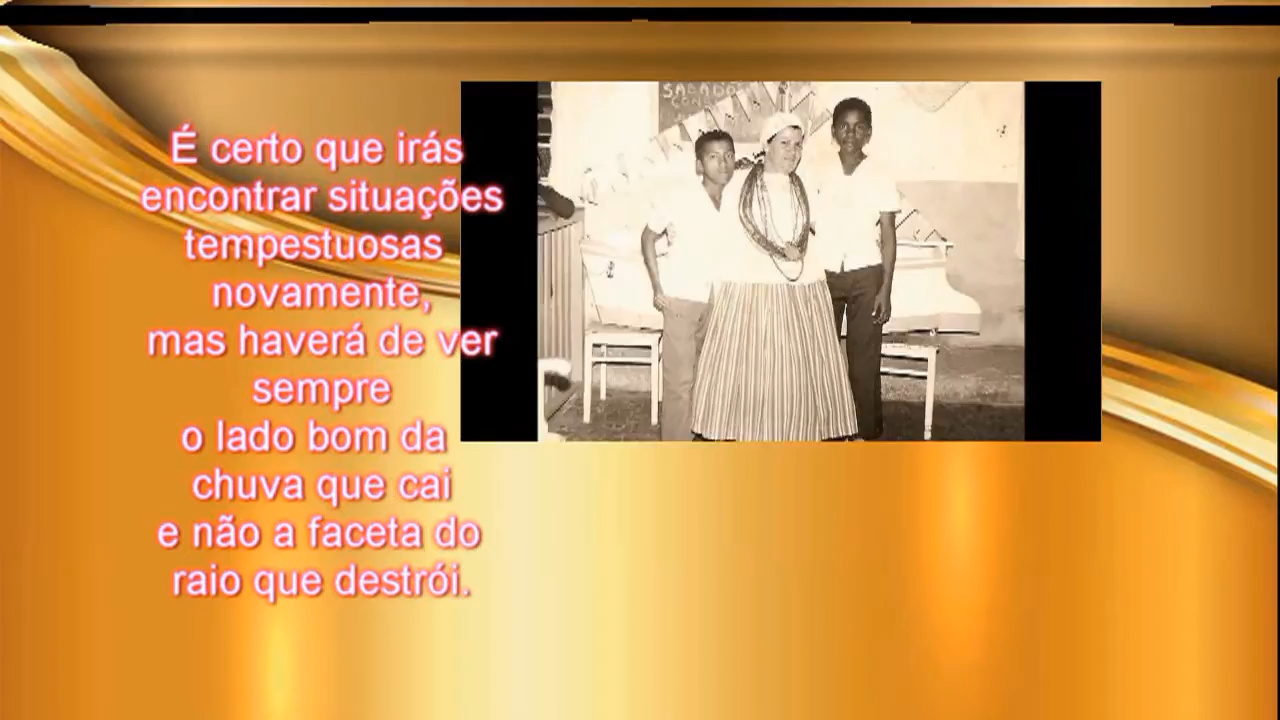 É certo que irás
encontrar situações
tempestuosas
novamente,
mas haverá de ver
sempre
o lado bom da
chuva que cai
e não a faceta do
raio que destrói.
SABADO